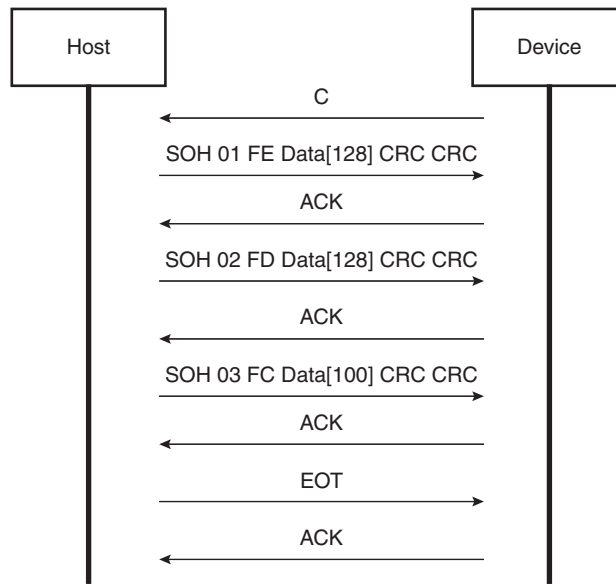 Host
Device
C
SOH 01 FE Data[128] CRC CRC
ACK
SOH 02 FD Data[128] CRC CRC
ACK
SOH 03 FC Data[100] CRC CRC
ACK
EOT
ACK